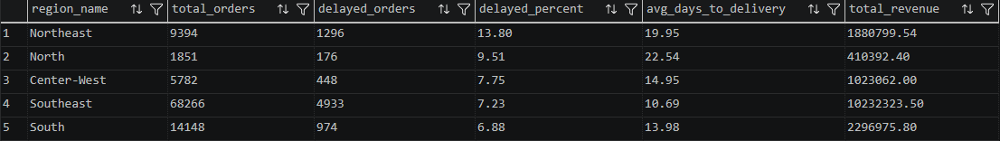 region_name total_orders delayed_orders delayed_percent avg_days_to_delivery total_revenue
1 Northeast 9394 1296 13.80 19.95 1880799.54
2 North 1851 176 9.51 22.54 410392.40
3 Center-West 5782 448 7.75 14.95 1023062.00
4 Southeast 68266 4933 7.23 10.69 10232323.50
5 South 14148 974 6.88 13.98 2296975.80